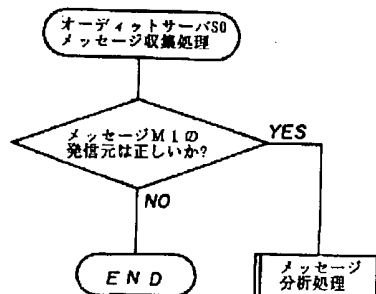 オーディットサーバS0
メッセージ収集処理
メッセージM1の
発信元は正しいか?
YES
NO
END
メッセージ
分析処理